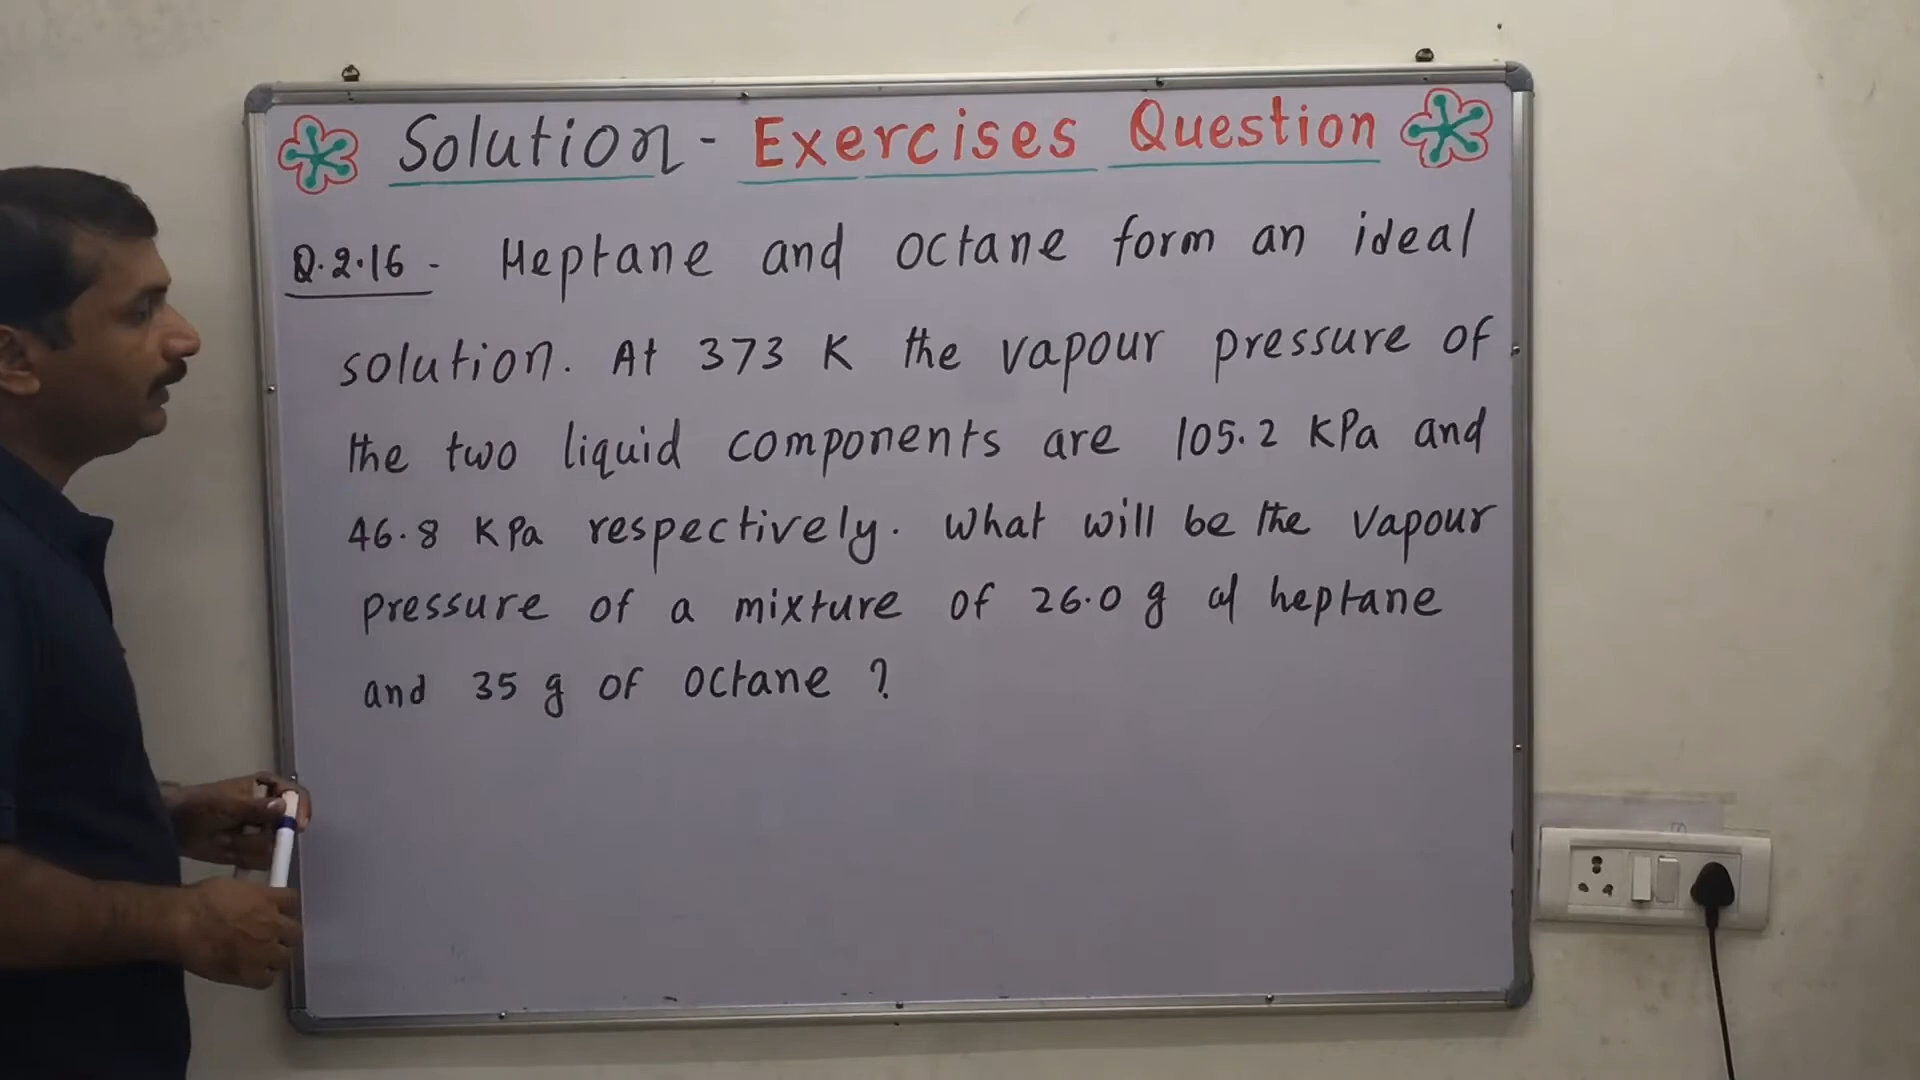 Solution - Exercises Question
Q.2.16 - Heptane and octane form an ideal
solution. At 373 K the vapour pressure of
the two liquid components are 105.2 KPa and
46.8 KPa respectively. What will be the vapour
pressure of a mixture of 26.0 g of heptane
and 35 g of octane ?